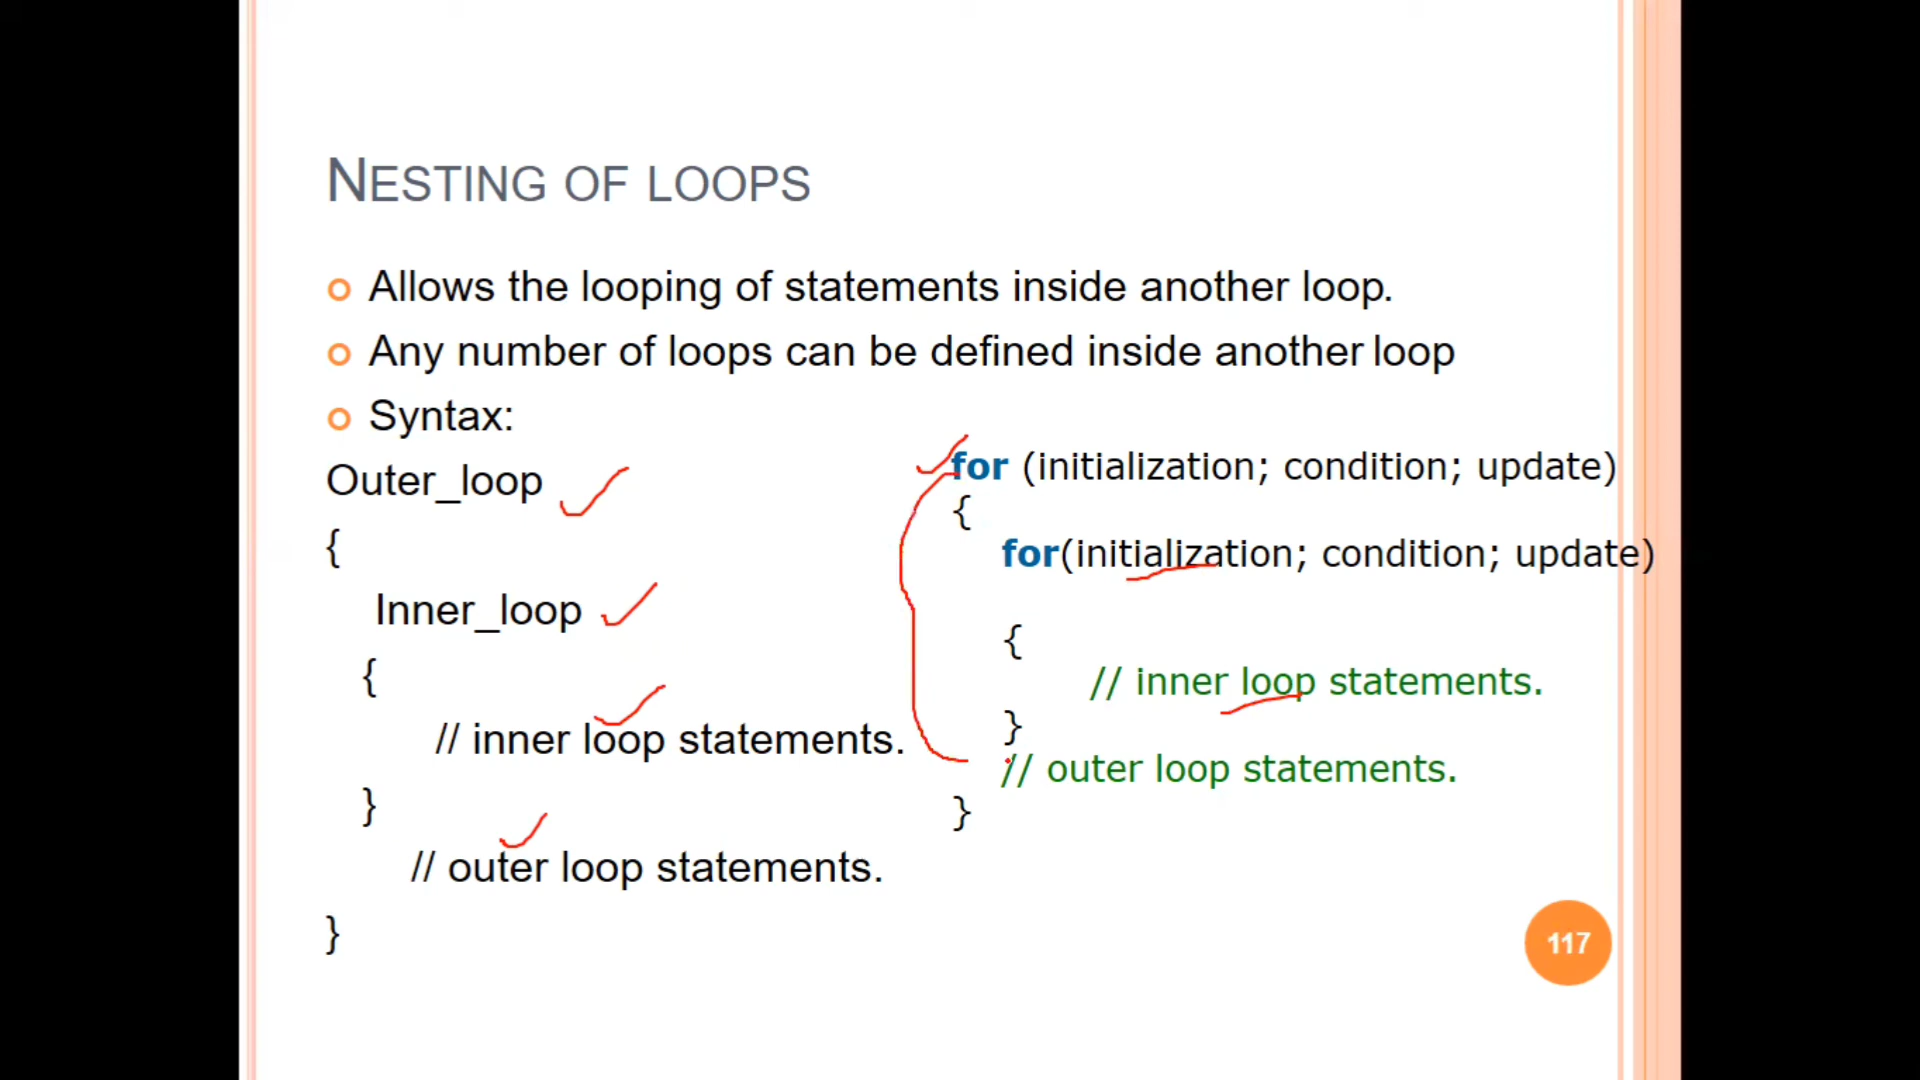 NESTING OF LOOPS
Allows the looping of statements inside another loop.
Any number of loops can be defined inside another loop
Syntax:
Outer_loop
{
Inner_loop
{
// inner loop statements.
}
// outer loop statements.
}
for (initialization; condition; update)
{
for(initialization; condition; update)
{
// inner loop statements.
}
// outer loop statements.
}
117